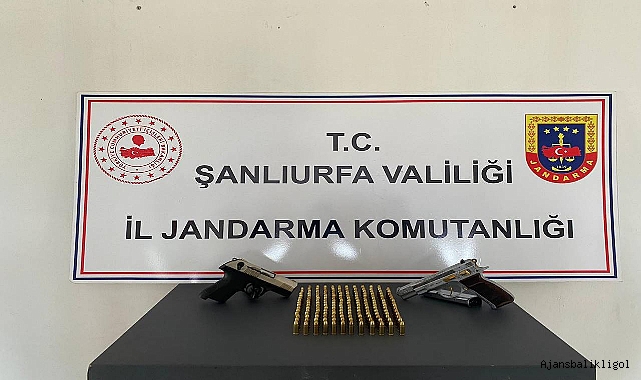 T.C.
ŞANLIURFA VALİLİĞİ
İL JANDARMA KOMUTANLIĞI
JANDARMA
Ajansbalikligol